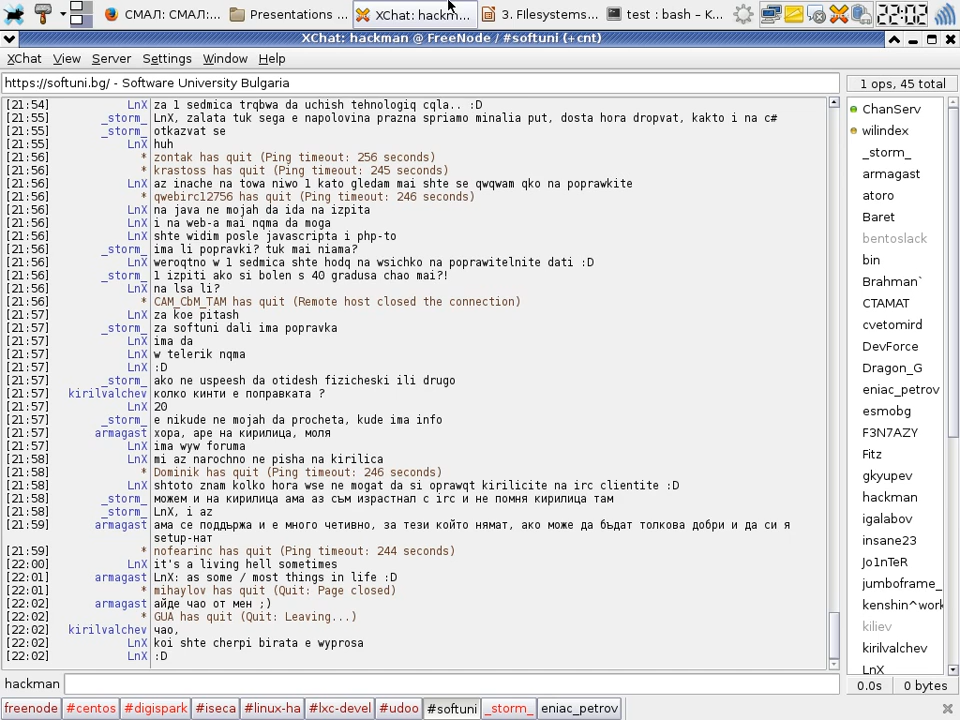 СМАЛ: СМАЛ:...
Presentations ...
XChat: hackm...
3. FIlesystems...
test : bash – K...
22:02
XChat: hackman @ FreeNode / #softuni (+cnt)
XChat View Server Settings Window Help
https://softuni.bg/ - Software University Bulgaria
1 ops, 45 total
[21:54] LnX za 1 sedmica trqbwa da uchish tehnologiq cqla.. :D
[21:55] _storm_ LnX, zalata tuk sega e napolovina prazna spriamo minalia put, dosta hora dropvat, kakto i na c#
[21:55] _storm_ otkazvat se
[21:55] LnX huh
[21:56] * zontak has quit (Ping timeout: 256 seconds)
[21:56] * krastoss has quit (Ping timeout: 245 seconds)
[21:56] LnX az inache na towa niwo 1 kato gledam mai shte se qwqwam qko na poprawkite
[21:56] * qwebirc12756 has quit (Ping timeout: 246 seconds)
[21:56] LnX na java ne mojah da ida na izpita
[21:56] LnX i na web-a mai nqma da moga
[21:56] LnX shte widim posle javascripta i php-to
[21:56] _storm_ ima li popravki? tuk mai niama?
[21:56] LnX weroqtno w 1 sedmica shte hodq na wsichko na poprawitelnite dati :D
[21:56] _storm_ 1 izpiti ako si bolen s 40 gradusa chao mai?!
[21:56] LnX na lsa li?
[21:56] * CAM_CbM_TAM has quit (Remote host closed the connection)
[21:57] LnX za koe pitash
[21:57] _storm_ za softuni dali ima popravka
[21:57] LnX ima da
[21:57] LnX w telerik nqma
[21:57] LnX :D
[21:57] _storm_ ako ne uspeesh da otidesh fizicheski ili drugo
[21:57] kirilvalchev колко кинти е поправката ?
[21:57] LnX 20
[21:57] _storm_ e nikude ne mojah da procheta, kude ima info
[21:57] armagast хора, аре на кирилица, моля
[21:57] LnX ima wyw foruma
[21:58] LnX mi az narochno ne pisha na kirilica
[21:58] * Dominik has quit (Ping timeout: 246 seconds)
[21:58] LnX shtoto znam kolko hora wse ne mogat da si oprawqt kirilicite na irc clientite :D
[21:58] _storm_ можем и на кирилица ама аз съм израстнал с irc и не помня кирилица там
[21:58] _storm_ LnX, i az
[21:59] armagast ама се поддържа и е много четивно, за тези който нямат, ако може да бъдат толкова добри и да си я
setup-нат
[21:59] * nofearinc has quit (Ping timeout: 244 seconds)
[22:00] LnX it's a living hell sometimes
[22:01] armagast LnX: as some / most things in life :D
[22:01] * mihaylov has quit (Quit: Page closed)
[22:02] armagast айде чао от мен ;)
[22:02] * GUA has quit (Quit: Leaving...)
[22:02] kirilvalchev чао,
[22:02] LnX koi shte cherpi birata e wyprosa
[22:02] LnX :D
ChanServ
wilindex
_storm_
armagast
atoro
Baret
bentoslack
bin
Brahman`
CTAMAT
cvetomird
DevForce
Dragon_G
eniac_petrov
esmobg
F3N7AZY
Fitz
gkyupev
hackman
igalabov
insane23
Jo1nTeR
jumboframe_
kenshin^work
kiliev
kirilvalchev
LnX
hackman
0.0s 0 bytes
freenode #centos #digispark #iseca #linux-ha #lxc-devel #udoo #softuni _storm_ eniac_petrov